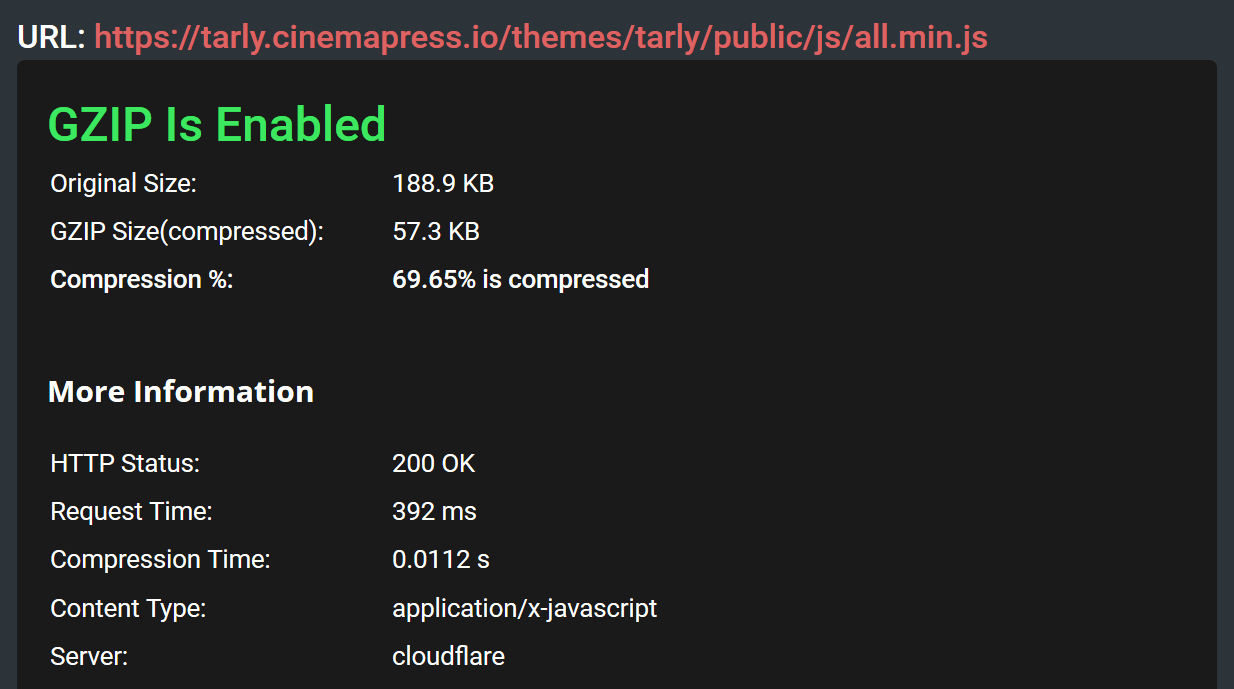 URL: https://tarly.cinemapress.io/themes/tarly/public/js/all.min.js
GZIP Is Enabled
Original Size: 188.9 KB
GZIP Size(compressed): 57.3 KB
Compression %: 69.65% is compressed
More Information
HTTP Status: 200 OK
Request Time: 392 ms
Compression Time: 0.0112 s
Content Type: application/x-javascript
Server: cloudflare